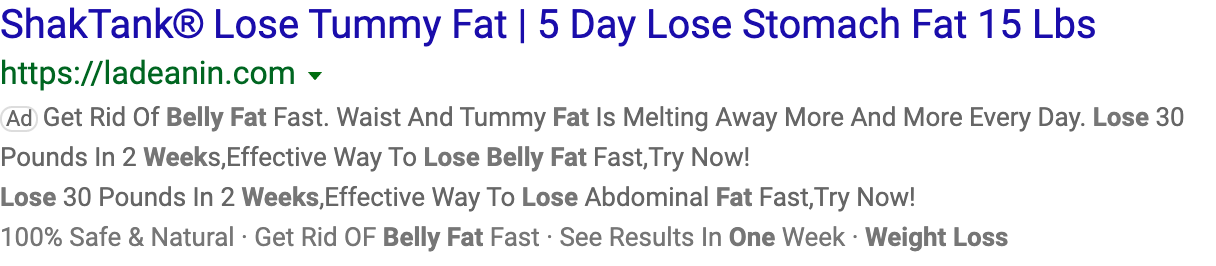 ShakTank® Lose Tummy Fat | 5 Day Lose Stomach Fat 15 Lbs
https://ladeanin.com
Ad Get Rid Of Belly Fat Fast. Waist And Tummy Fat Is Melting Away More And More Every Day. Lose 30
Pounds In 2 Weeks,Effective Way To Lose Belly Fat Fast,Try Now!
Lose 30 Pounds In 2 Weeks,Effective Way To Lose Abdominal Fat Fast,Try Now!
100% Safe & Natural · Get Rid OF Belly Fat Fast · See Results In One Week · Weight Loss